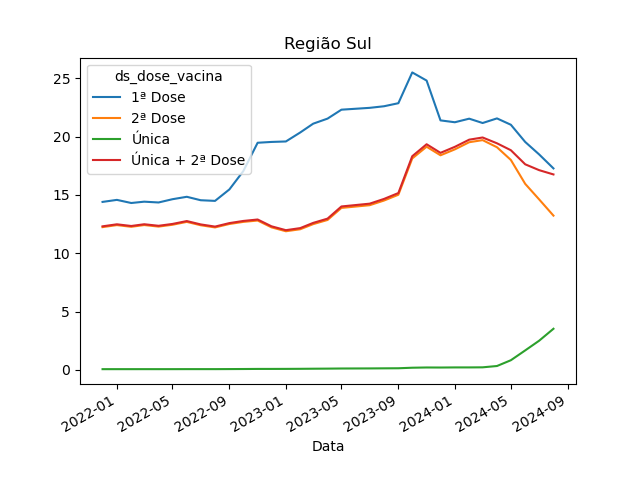 Região Sul
ds_dose_vacina
1ª Dose
2ª Dose
Única
Única + 2ª Dose
25
20
15
10
5
0
2022-01
2022-05
2022-09
2023-01
2023-05
2023-09
2024-01
2024-05
2024-09
Data